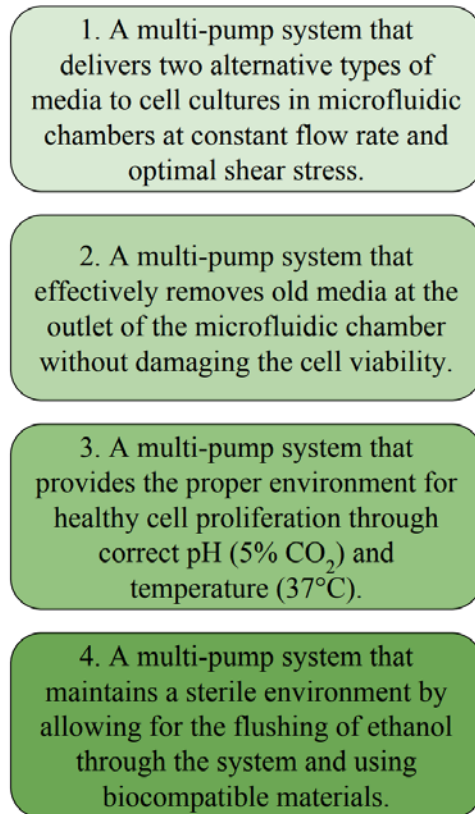 1. A multi-pump system that
delivers two alternative types of
media to cell cultures in microfluidic
chambers at constant flow rate and
optimal shear stress.
2. A multi-pump system that
effectively removes old media at the
outlet of the microfluidic chamber
without damaging the cell viability.
3. A multi-pump system that
provides the proper environment for
healthy cell proliferation through
correct pH (5% CO₂) and
temperature (37°C).
4. A multi-pump system that
maintains a sterile environment by
allowing for the flushing of ethanol
through the system and using
biocompatible materials.